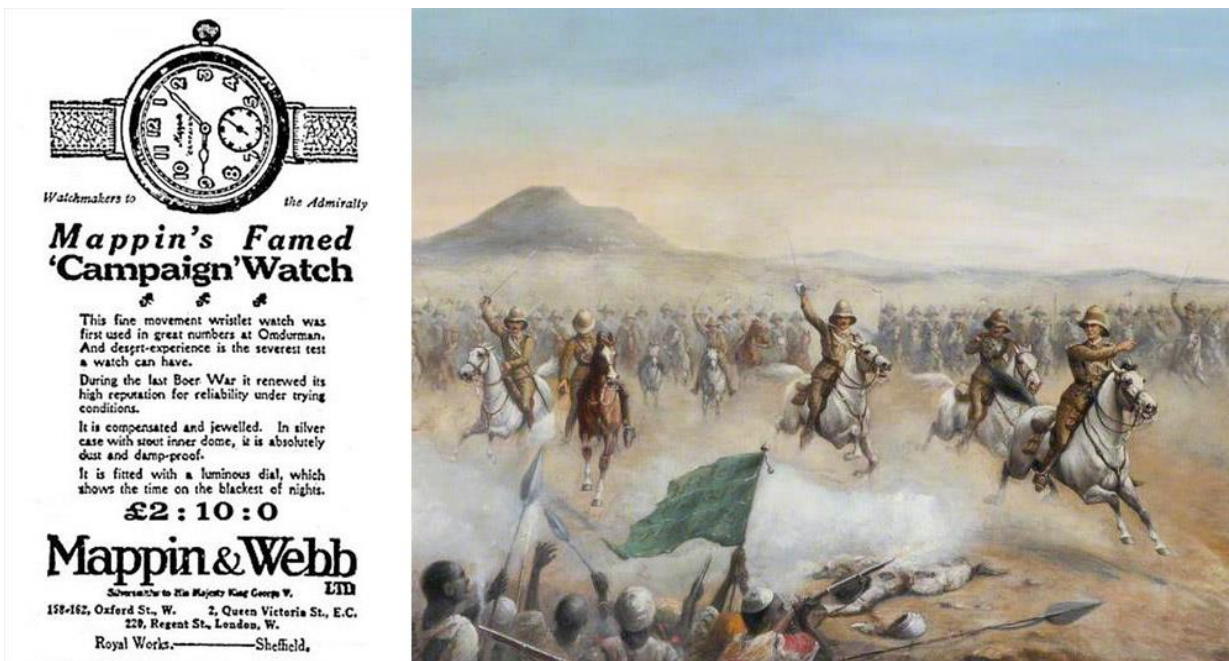 Watchmakers to the Admiralty
Mappin's Famed
'Campaign' Watch
This fine movement wristlet watch was
first used in great numbers at Omdurman.
And desert-experience is the severest test
a watch can have.
During the last Boer War it renewed its
high reputation for reliability under trying
conditions.
It is compensated and jewelled. In silver
case with stout inner dome, it is absolutely
dust and damp-proof.
It is fitted with a luminous dial, which
shows the time on the blackest of nights.
£2:10:0
Mappin & Webb
LTD
Silversmiths to His Majesty King George V.
158-162, Oxford St., W. 2, Queen Victoria St., E.C.
220, Regent St., London, W.
Royal Works, Sheffield.